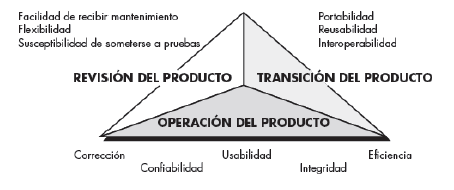 Facilidad de recibir mantenimiento
Flexibilidad
Susceptibilidad de someterse a pruebas
Portabilidad
Reusabilidad
Interoperabilidad
REVISIÓN DEL PRODUCTO
TRANSICIÓN DEL PRODUCTO
OPERACIÓN DEL PRODUCTO
Corrección
Confiabilidad
Usabilidad
Integridad
Eficiencia